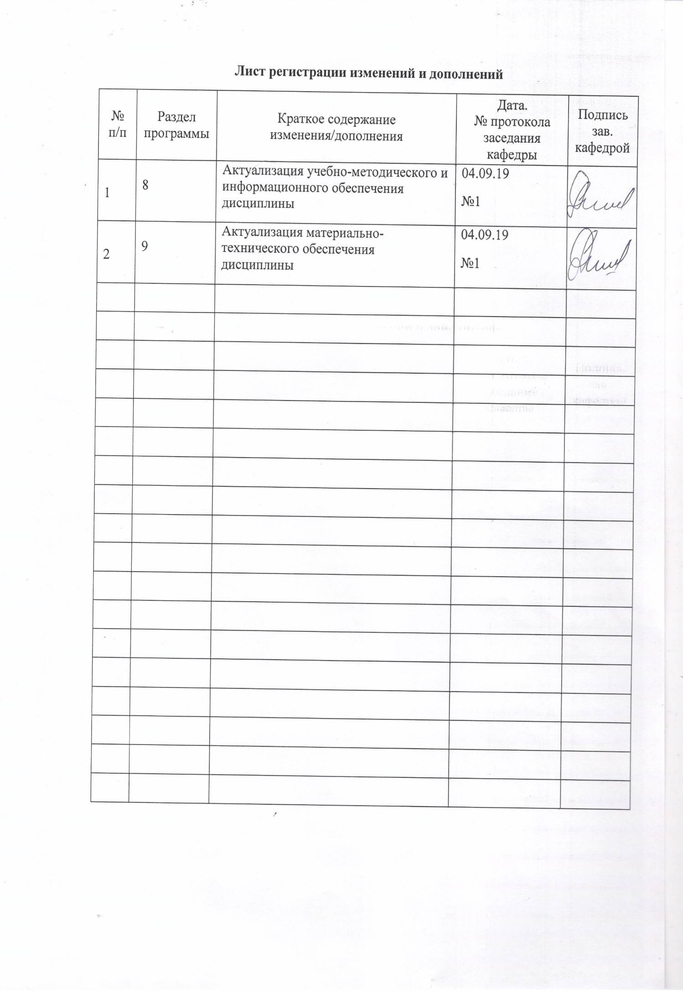 Лист регистрации изменений и дополнений
№
п/п
Раздел
программы
Краткое содержание
изменения/дополнения
Дата.
№ протокола
заседания
кафедры
Подпись
зав.
кафедрой
1
8
Актуализация учебно-методического и
информационного обеспечения
дисциплины
04.09.19
№1
2
9
Актуализация материально-
технического обеспечения
дисциплины
04.09.19
№1